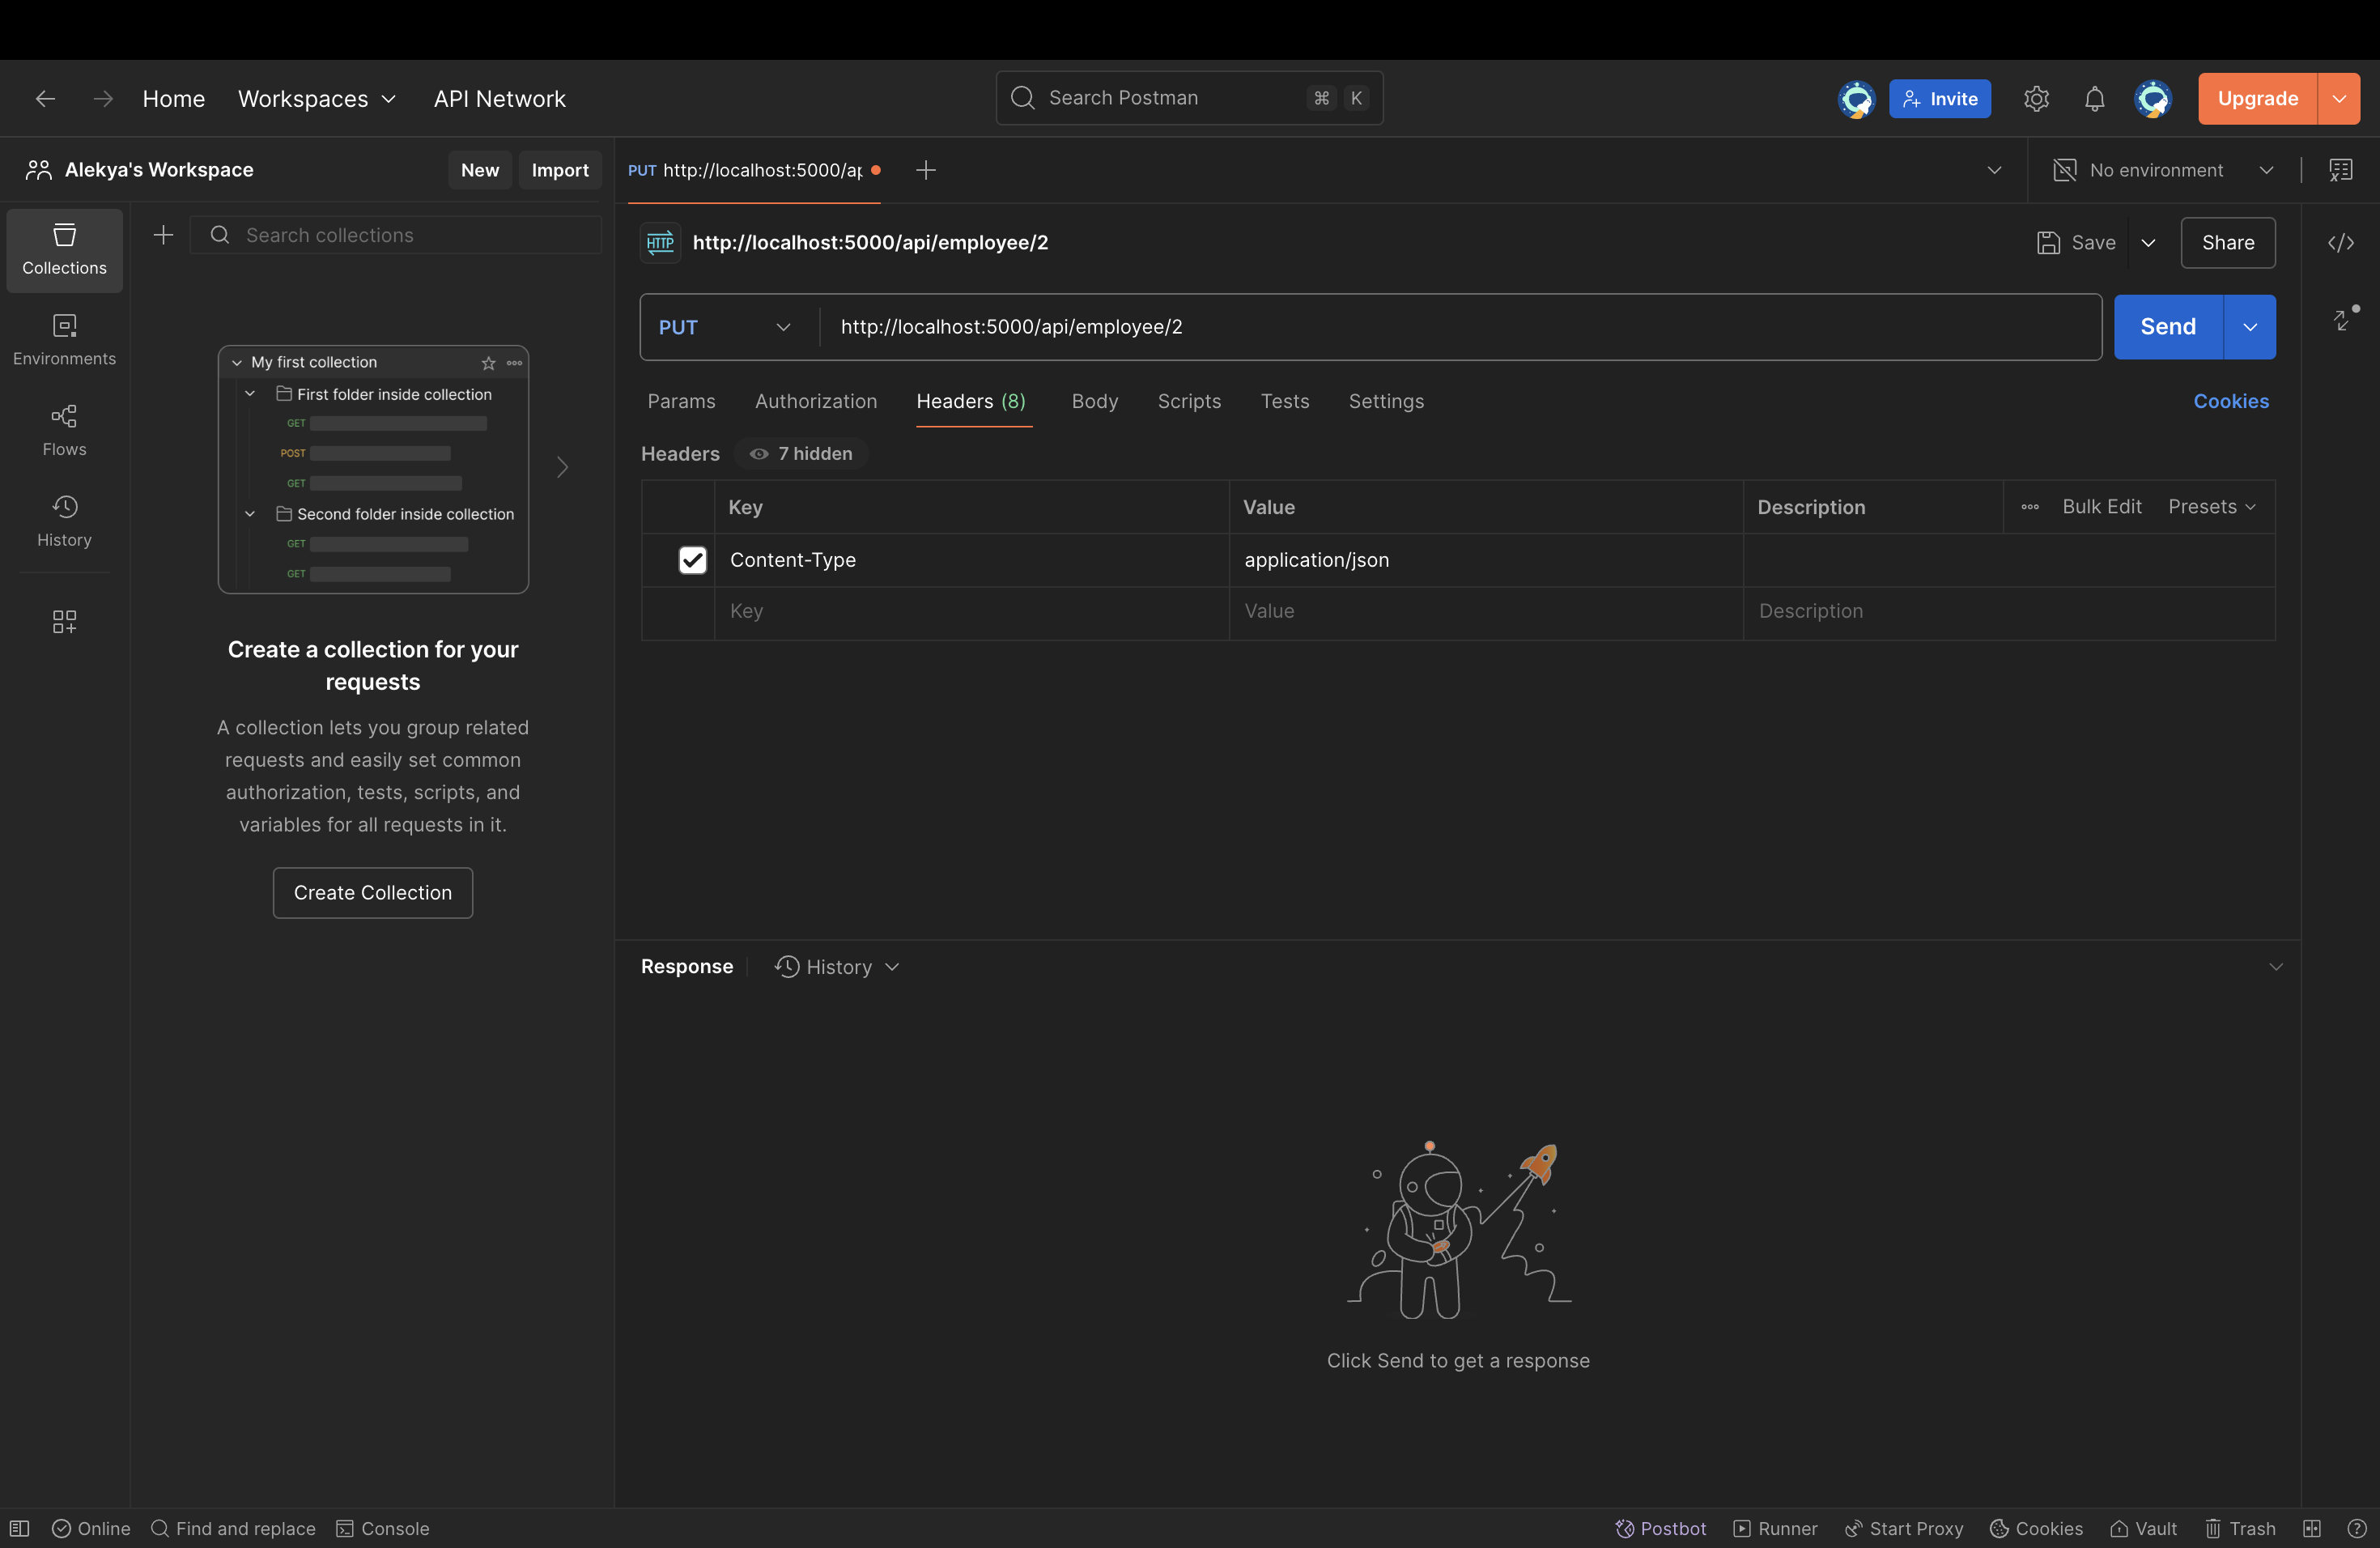 Home Workspaces API Network
Search Postman ⌘ K
Invite
Upgrade
Alekya's Workspace New Import
PUT http://localhost:5000/ap
No environment
Collections
Environments
Flows
History
Search collections
My first collection
First folder inside collection
GET
POST
GET
Second folder inside collection
GET
GET
Create a collection for your
requests
A collection lets you group related
requests and easily set common
authorization, tests, scripts, and
variables for all requests in it.
Create Collection
HTTP http://localhost:5000/api/employee/2
Save Share
PUT http://localhost:5000/api/employee/2 Send
Params Authorization Headers (8) Body Scripts Tests Settings Cookies
Headers 7 hidden
Key Value Description Bulk Edit Presets
Content-Type application/json
Key Value Description
Response History
Click Send to get a response
Online Find and replace Console
Postbot Runner Start Proxy Cookies Vault Trash